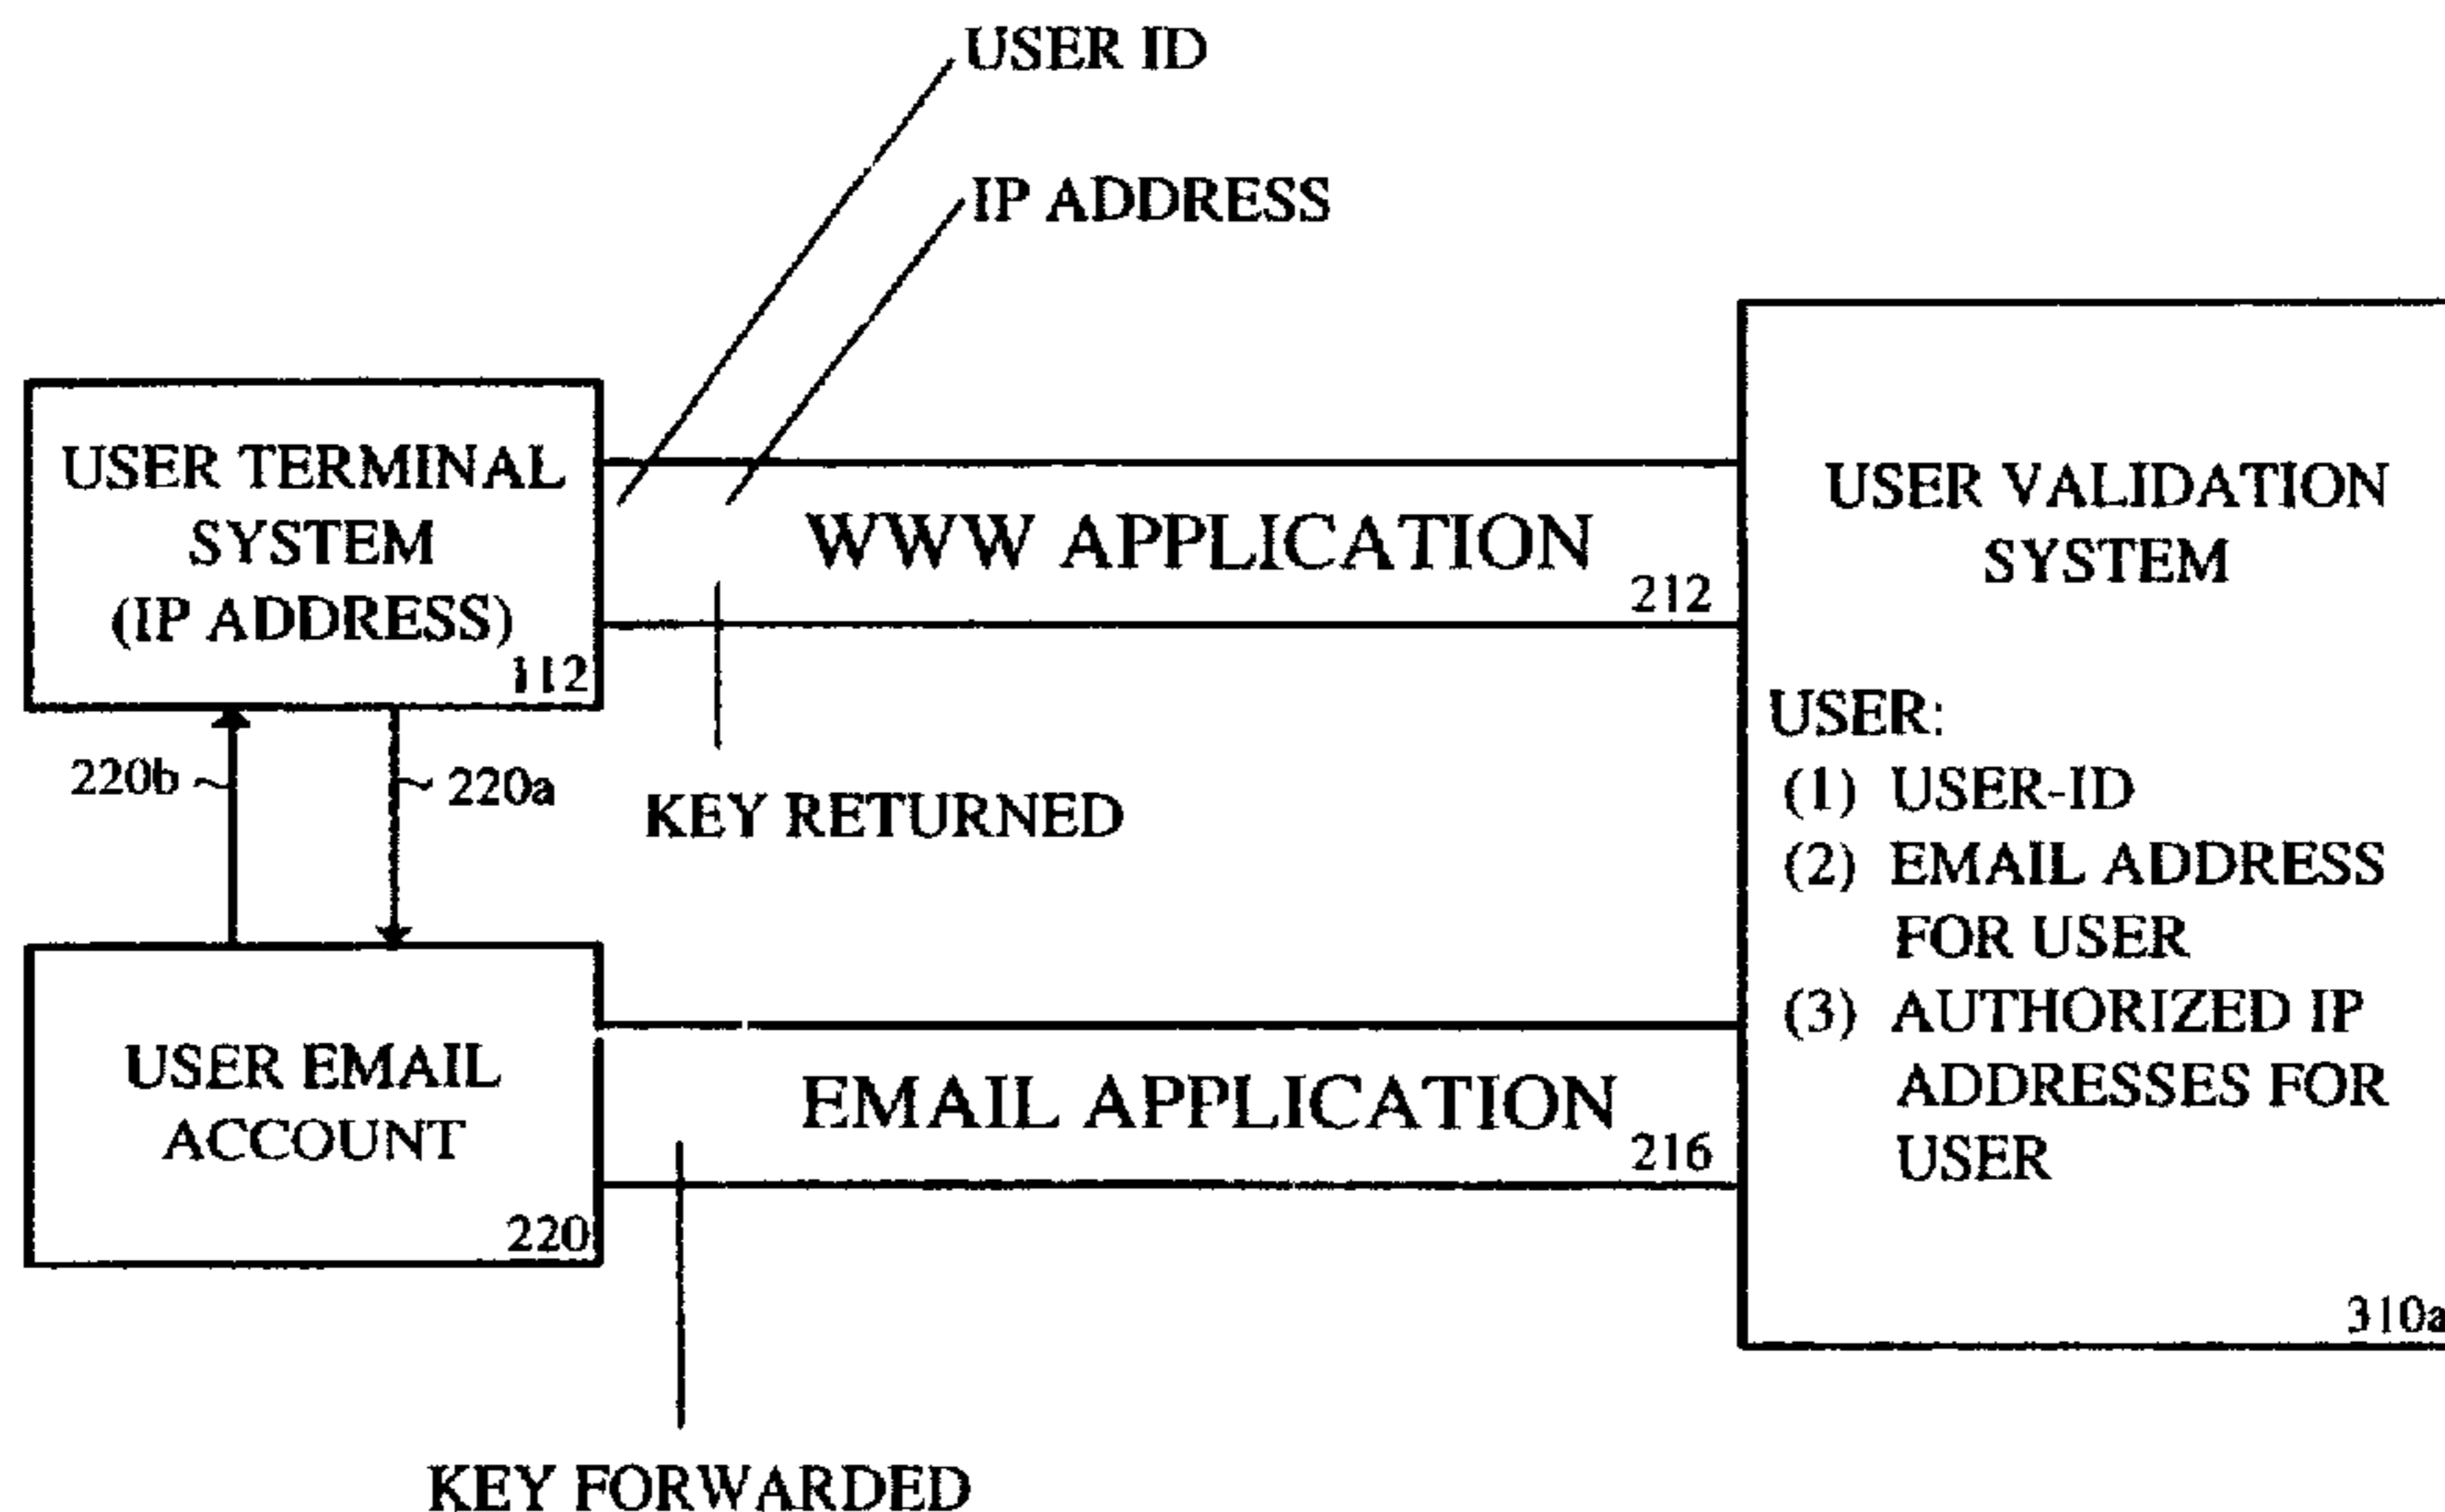 USER ID
IP ADDRESS
USER TERMINAL
SYSTEM
(IP ADDRESS)
112
WWW APPLICATION
212
USER VALIDATION
SYSTEM
USER:
(1) USER-ID
(2) EMAIL ADDRESS
FOR USER
(3) AUTHORIZED IP
ADDRESSES FOR
USER
310a
220b
220a
KEY RETURNED
USER EMAIL
ACCOUNT
220
EMAIL APPLICATION
216
KEY FORWARDED